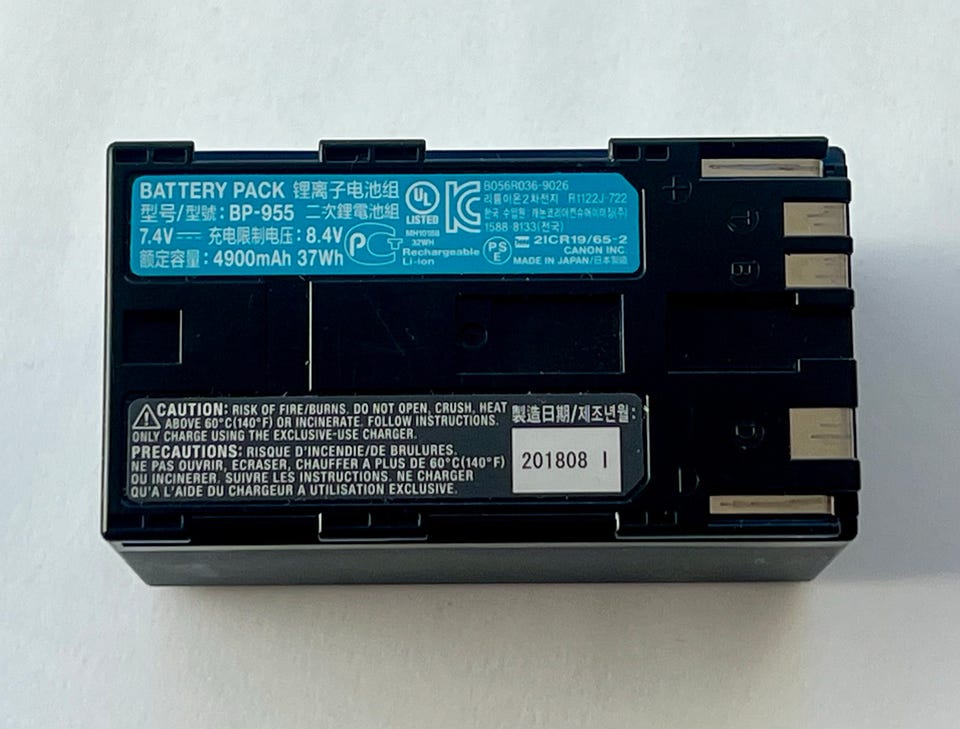 BATTERY PACK 锂离子电池组
型号/型號: BP-955 二次鋰電池組
7.4V⎓ 充电限制电压: 8.4V
额定容量: 4900mAh 37Wh
UL
LISTED
MH10188
32WH
Rechargeable
Li-ion
B056R036-9026
리튬이온2차전지
1588-8133(전국)
PS
E
2ICR19/65-2
CANON INC.
MADE IN JAPAN/日本製造
+
T
B
D
CAUTION: RISK OF FIRE/BURNS. DO NOT OPEN, CRUSH, HEAT
ABOVE 60°C(140°F) OR INCINERATE. FOLLOW INSTRUCTIONS.
ONLY CHARGE USING THE EXCLUSIVE-USE CHARGER.
PRECAUTIONS: RISQUE D'INCENDIE/DE BRULURES.
NE PAS OUVRIR, ECRASER, CHAUFFER A PLUS DE 60°C(140°F)
OU INCINERER. SUIVRE LES INSTRUCTIONS. NE CHARGER
QU'A L'AIDE DU CHARGEUR A UTILISATION EXCLUSIVE.
製造日期/제조년월:
201808 I